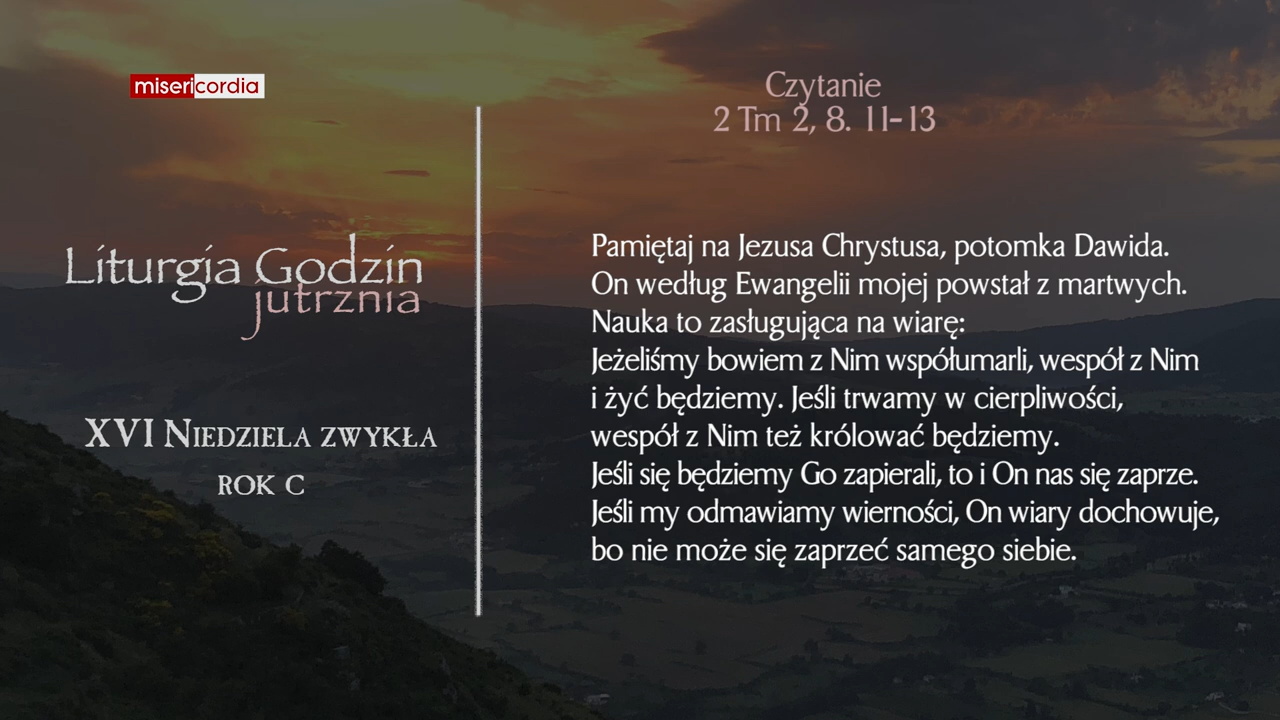 misericordia
Liturgia Godzin
jutrznia
XVI Niedziela zwykła
rok C
Czytanie
2 Tm 2, 8. 11-13
Pamiętaj na Jezusa Chrystusa, potomka Dawida.
On według Ewangelii mojej powstał z martwych.
Nauka to zasługująca na wiarę:
Jeżeliśmy bowiem z Nim współumarli, wespół z Nim
i żyć będziemy. Jeśli trwamy w cierpliwości,
wespół z Nim też królować będziemy.
Jeśli się będziemy Go zapierali, to i On nas się zaprze.
Jeśli my odmawiamy wierności, On wiary dochowuje,
bo nie może się zaprzeć samego siebie.